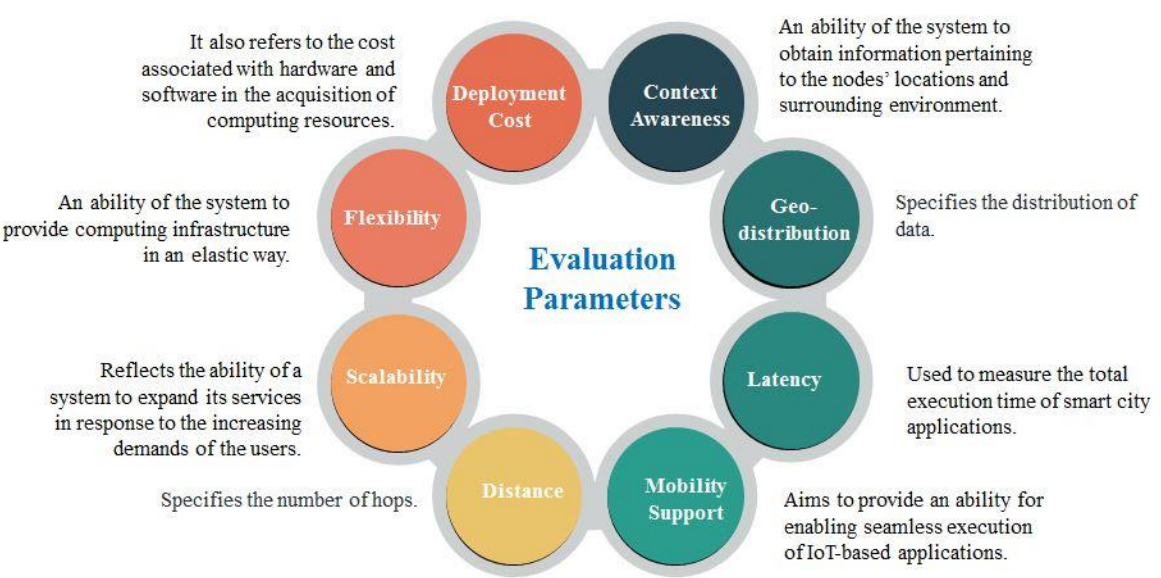 It also refers to the cost
associated with hardware and
software in the acquisition of
computing resources.
Deployment
Cost
Context
Awareness
An ability of the system to
obtain information pertaining
to the nodes’ locations and
surrounding environment.
An ability of the system to
provide computing infrastructure
in an elastic way.
Flexibility
Geo-
distribution
Specifies the distribution of
data.
Evaluation
Parameters
Reflects the ability of a
system to expand its services
in response to the increasing
demands of the users.
Scalability
Latency
Used to measure the total
execution time of smart city
applications.
Specifies the number of hops.
Distance
Mobility
Support
Aims to provide an ability for
enabling seamless execution
of IoT-based applications.